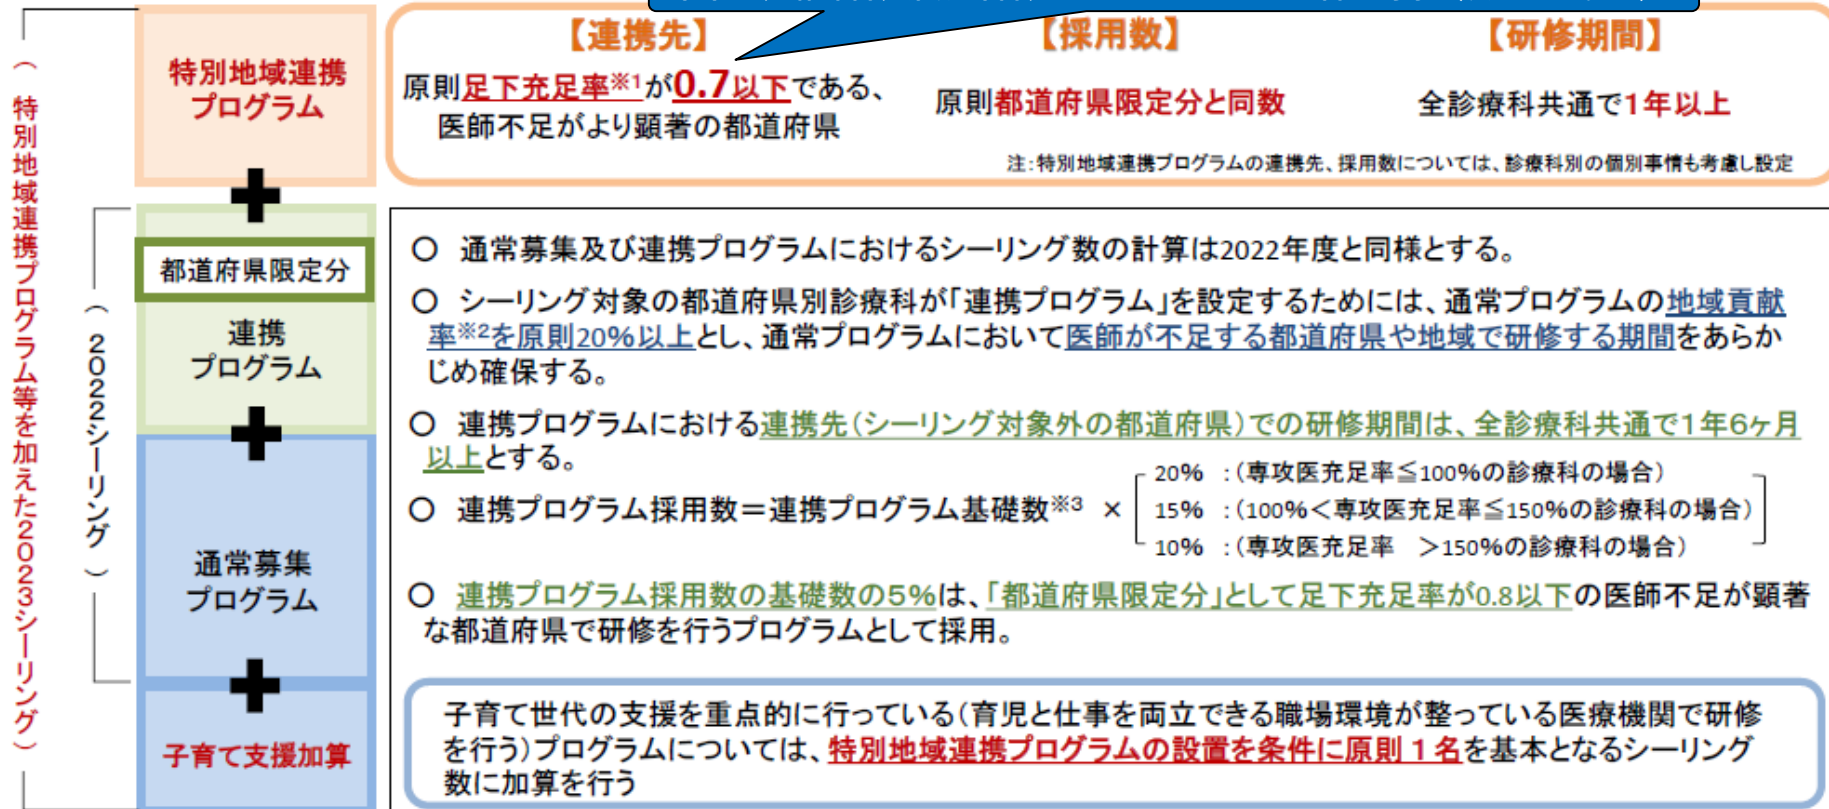 （特別地域連携プログラム等を加えた2023シーリング）
（2022シーリング）
特別地域連携
プログラム
都道府県限定分
連携
プログラム
通常募集
プログラム
子育て支援加算
【連携先】
原則足下充足率※1が0.7以下である、
医師不足がより顕著の都道府県
【採用数】
原則都道府県限定分と同数
【研修期間】
全診療科共通で1年以上
注：特別地域連携プログラムの連携先、採用数については、診療科別の個別事情も考慮し設定
〇 通常募集及び連携プログラムにおけるシーリング数の計算は2022年度と同様とする。
〇 シーリング対象の都道府県別診療科が「連携プログラム」を設定するためには、通常プログラムの地域貢献
率※2を原則20%以上とし、通常プログラムにおいて医師が不足する都道府県や地域で研修する期間をあらか
じめ確保する。
〇 連携プログラムにおける連携先（シーリング対象外の都道府県）での研修期間は、全診療科共通で1年6ヶ月
以上とする。
〇 連携プログラム採用数＝連携プログラム基礎数※3 ×
20% ：（専攻医充足率≦100%の診療科の場合）
15% ：（100%＜専攻医充足率≦150%の診療科の場合）
10% ：（専攻医充足率 ＞150%の診療科の場合）
〇 連携プログラム採用数の基礎数の5%は、「都道府県限定分」として足下充足率が0.8以下の医師不足が顕著
な都道府県で研修を行うプログラムとして採用。
子育て世代の支援を重点的に行っている（育児と仕事を両立できる職場環境が整っている医療機関で研修
を行う）プログラムについては、特別地域連携プログラムの設置を条件に原則１名を基本となるシーリング
数に加算を行う